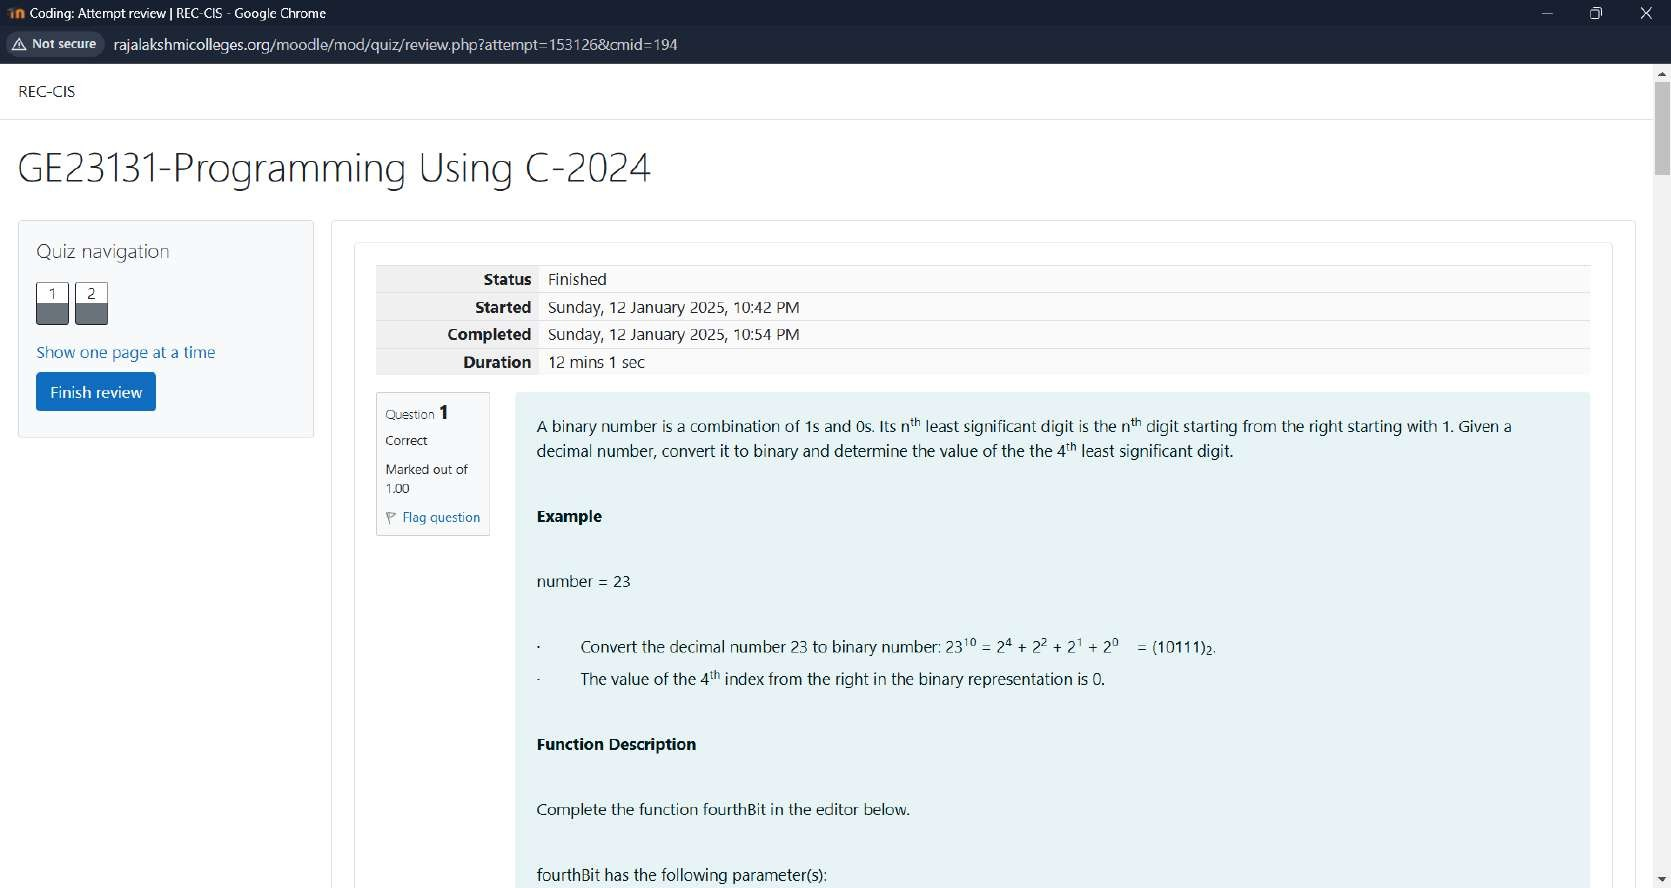 Coding: Attempt review | REC-CIS - Google Chrome
Not secure rajalakshmicolleges.org/moodle/mod/quiz/review.php?attempt=153126&cmid=194
REC-CIS
GE23131-Programming Using C-2024
Quiz navigation
1 2
Show one page at a time
Finish review
Status Finished
Started Sunday, 12 January 2025, 10:42 PM
Completed Sunday, 12 January 2025, 10:54 PM
Duration 12 mins 1 sec
Question 1
Correct
Marked out of
1.00
Flag question
A binary number is a combination of 1s and 0s. Its nth least significant digit is the nth digit starting from the right starting with 1. Given a
decimal number, convert it to binary and determine the value of the the 4th least significant digit.
Example
number = 23
· Convert the decimal number 23 to binary number: 23¹⁰ = 2⁴ + 2² + 2¹ + 2⁰ = (10111)₂.
· The value of the 4th index from the right in the binary representation is 0.
Function Description
Complete the function fourthBit in the editor below.
fourthBit has the following parameter(s):